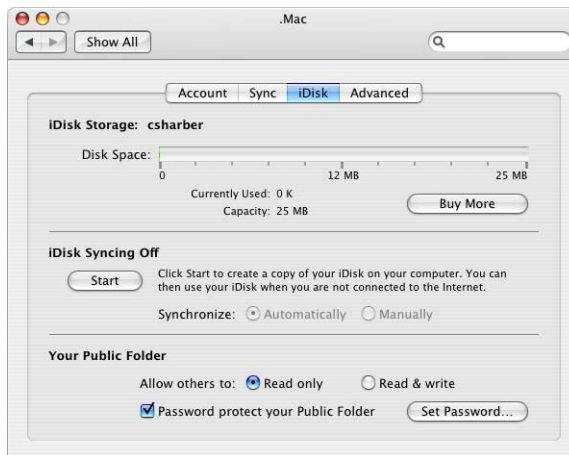 .Mac
Show All
Account Sync iDisk Advanced
iDisk Storage: csharber
Disk Space:
0 12 MB 25 MB
Currently Used: 0 K
Capacity: 25 MB
Buy More
iDisk Syncing Off
Start
Click Start to create a copy of your iDisk on your computer. You can
then use your iDisk when you are not connected to the Internet.
Synchronize: Automatically Manually
Your Public Folder
Allow others to: Read only Read & write
Password protect your Public Folder Set Password...